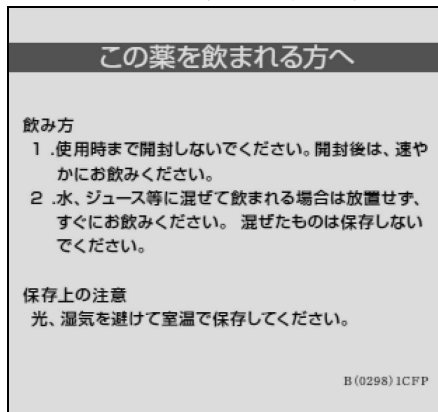 この薬を飲まれる方へ
飲み方
1 .使用時まで開封しないでください。開封後は、速や
かにお飲みください。
2 .水、ジュース等に混ぜて飲まれる場合は放置せず、
すぐにお飲みください。 混ぜたものは保存しない
でください。
保存上の注意
光、湿気を避けて室温で保存してください。
B(0298)1CFP